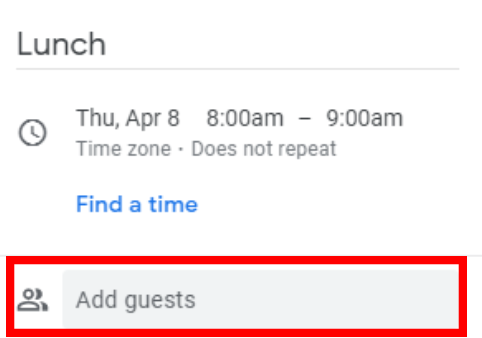 Lunch
Thu, Apr 8 8:00am – 9:00am
Time zone · Does not repeat
Find a time
Add guests